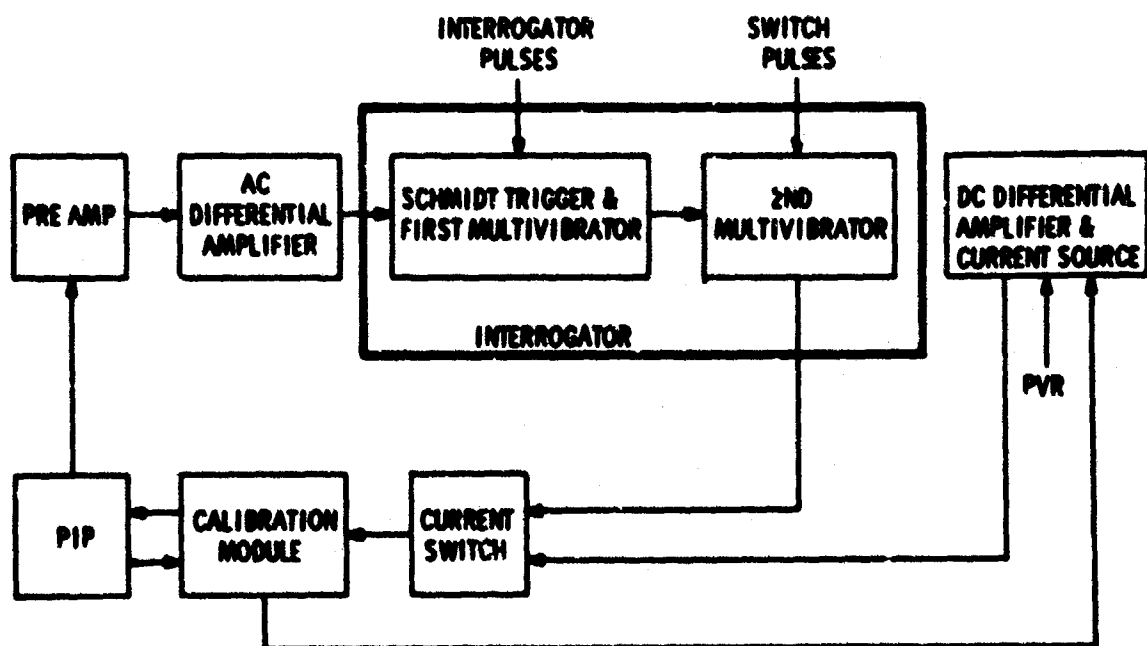 INTERROGATOR
PULSES
SWITCH
PULSES
PRE AMP
AC
DIFFERENTIAL
AMPLIFIER
SCHMIDT TRIGGER &
FIRST MULTIVIBRATOR
2ND
MULTIVIBRATOR
DC DIFFERENTIAL
AMPLIFIER &
CURRENT SOURCE
INTERROGATOR
PVR
PIP
CALIBRATION
MODULE
CURRENT
SWITCH